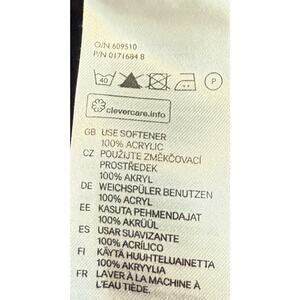 O/N 609510
P/N 0171684 8
40 P
clevercare.info
GB USE SOFTENER
100% ACRYLIC
CZ POUŽIJTE ZMĚKČOVACÍ
PROSTŘEDEK
100% AKRYL
DE WEICHSPÜLER BENUTZEN
100% ACRYL
EE KASUTA PEHMENDAJAT
100% AKRÜÜL
ES USAR SUAVIZANTE
100% ACRÍLICO
FI KÄYTÄ HUUHTELUAINETTA
100% AKRYYLIA
FR LAVER À LA MACHINE À
L'EAU TIÈDE.